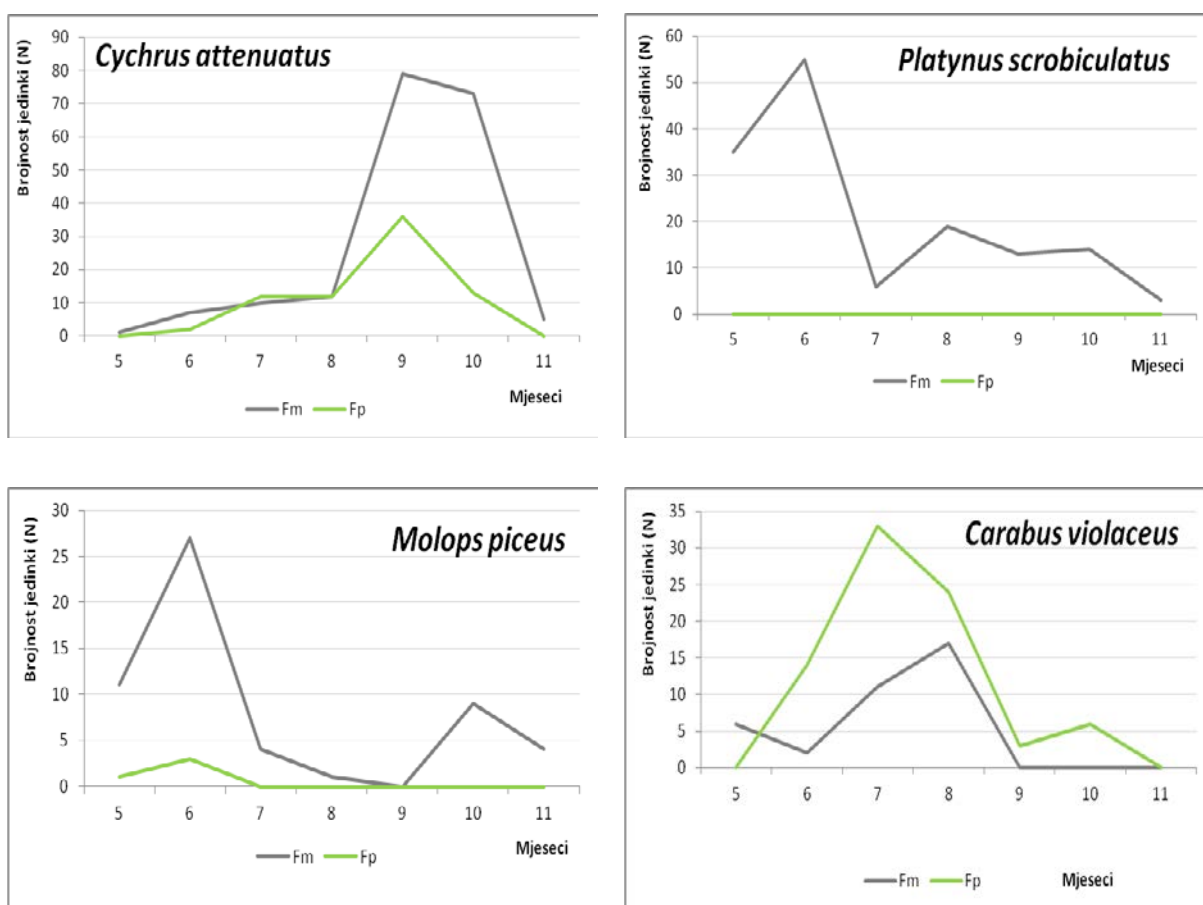 Cychrus attenuatus
Brojnost jedinki (N)
90
80
70
60
50
40
30
20
10
0
5 6 7 8 9 10 11
Mjeseci
Fm Fp
Platynus scrobiculatus
Brojnost jedinki (N)
60
50
40
30
20
10
0
5 6 7 8 9 10 11
Mjeseci
Fm Fp
Molops piceus
Brojnost jedinki (N)
30
25
20
15
10
5
0
5 6 7 8 9 10 11
Mjeseci
Fm Fp
Carabus violaceus
Brojnost jedinki (N)
35
30
25
20
15
10
5
0
5 6 7 8 9 10 11
Fm Fp Mjeseci